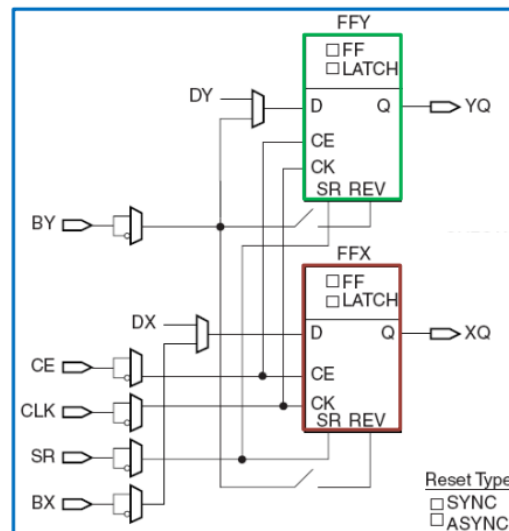 FFY
FF
LATCH
DY
D
Q
YQ
CE
CK
SR REV
BY
FFX
FF
LATCH
DX
D
Q
XQ
CE
CE
CLK
CK
SR REV
SR
BX
Reset Type
SYNC
ASYNC